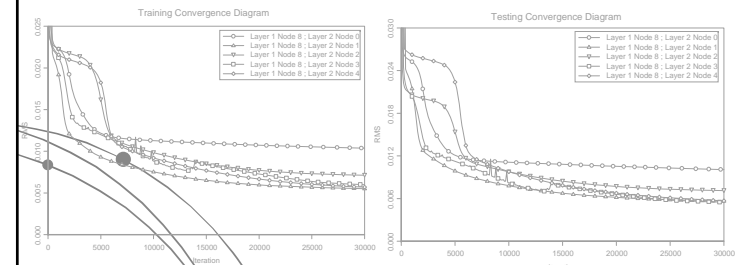 Training Convergence Diagram
Layer 1 Node 8 ; Layer 2 Node 0
Layer 1 Node 8 ; Layer 2 Node 1
Layer 1 Node 8 ; Layer 2 Node 2
Layer 1 Node 8 ; Layer 2 Node 3
Layer 1 Node 8 ; Layer 2 Node 4
0.025
0.020
0.015
0.010
0.005
0.000
RMS
0
5000
10000
15000
20000
25000
30000
Iteration
Testing Convergence Diagram
Layer 1 Node 8 ; Layer 2 Node 0
Layer 1 Node 8 ; Layer 2 Node 1
Layer 1 Node 8 ; Layer 2 Node 2
Layer 1 Node 8 ; Layer 2 Node 3
Layer 1 Node 8 ; Layer 2 Node 4
0.030
0.024
0.018
0.012
0.006
0.000
RMS
0
5000
10000
15000
20000
25000
30000